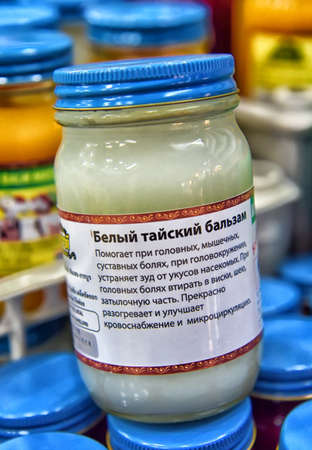 Белый тайский бальзам
Помогает при головных, мышечных,
суставных болях, при головокружении.
устраняет зуд от укусов насекомых. При
головных болях втирать в виски, шею,
затылочную часть. Прекрасно
разогревает и улучшает
кровоснабжение и микроциркуляцию.